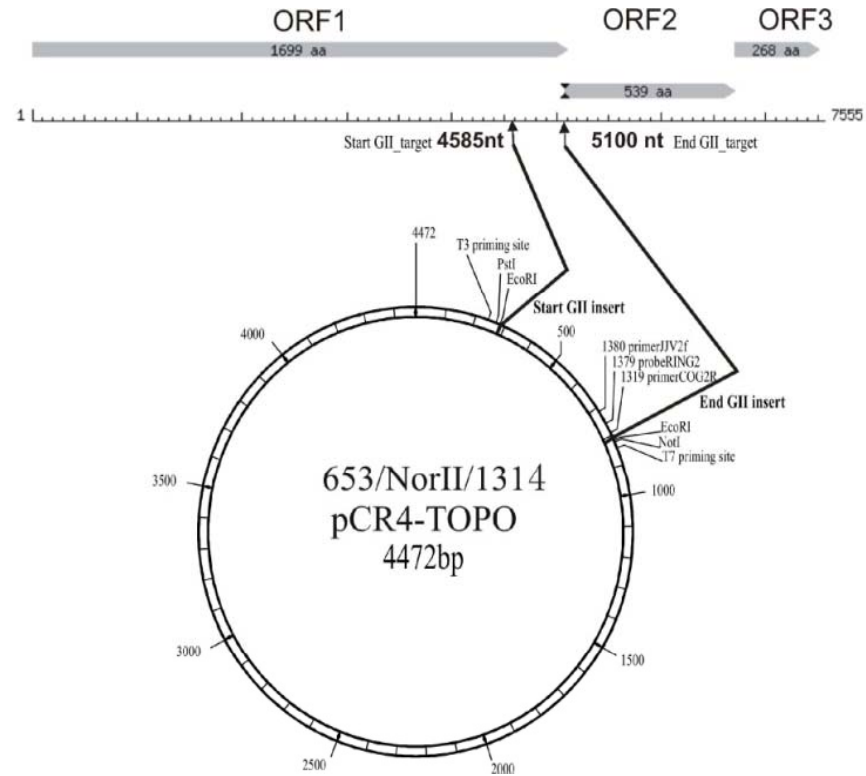 ORF1 ORF2 ORF3
1699 aa 268 aa
539 aa
1 7555
Start GII_target 4585nt 5100 nt End GII_target
4472
T3 priming site
PstI
EcoRI
Start GII insert
500
4000
1380 primerJJV2f
1379 probeRING2
1319 primerCOG2R
End GII insert
EcoRI
NotI
T7 priming site
3500
1000
653/NorII/1314
pCR4-TOPO
4472bp
3000
1500
2500
2000